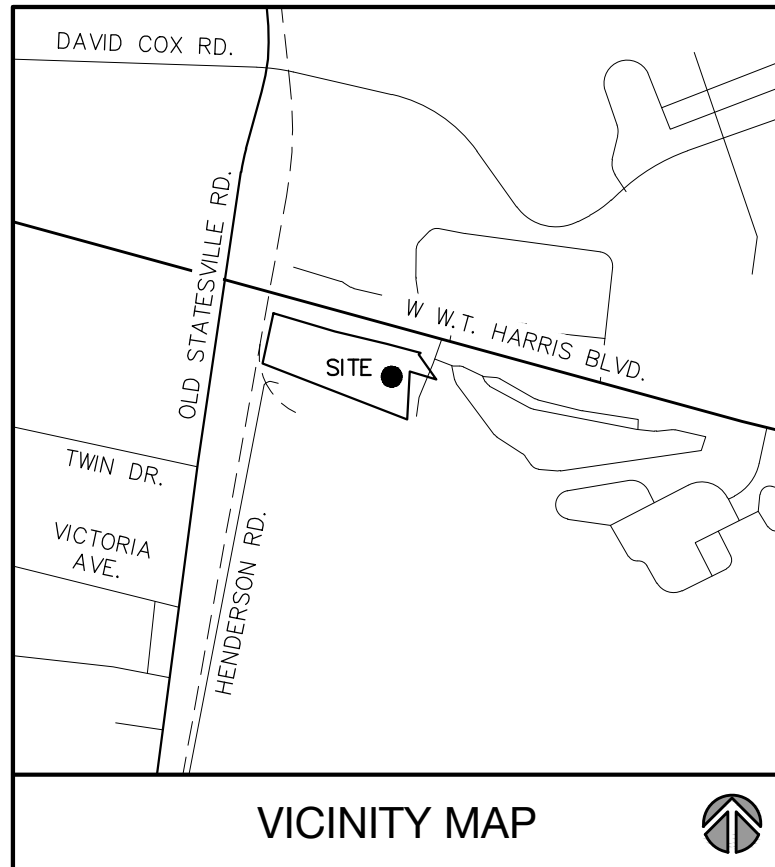 DAVID COX RD.
OLD STATESVILLE RD.
W W.T. HARRIS BLVD.
SITE
TWIN DR.
VICTORIA
AVE.
HENDERSON RD.
VICINITY MAP